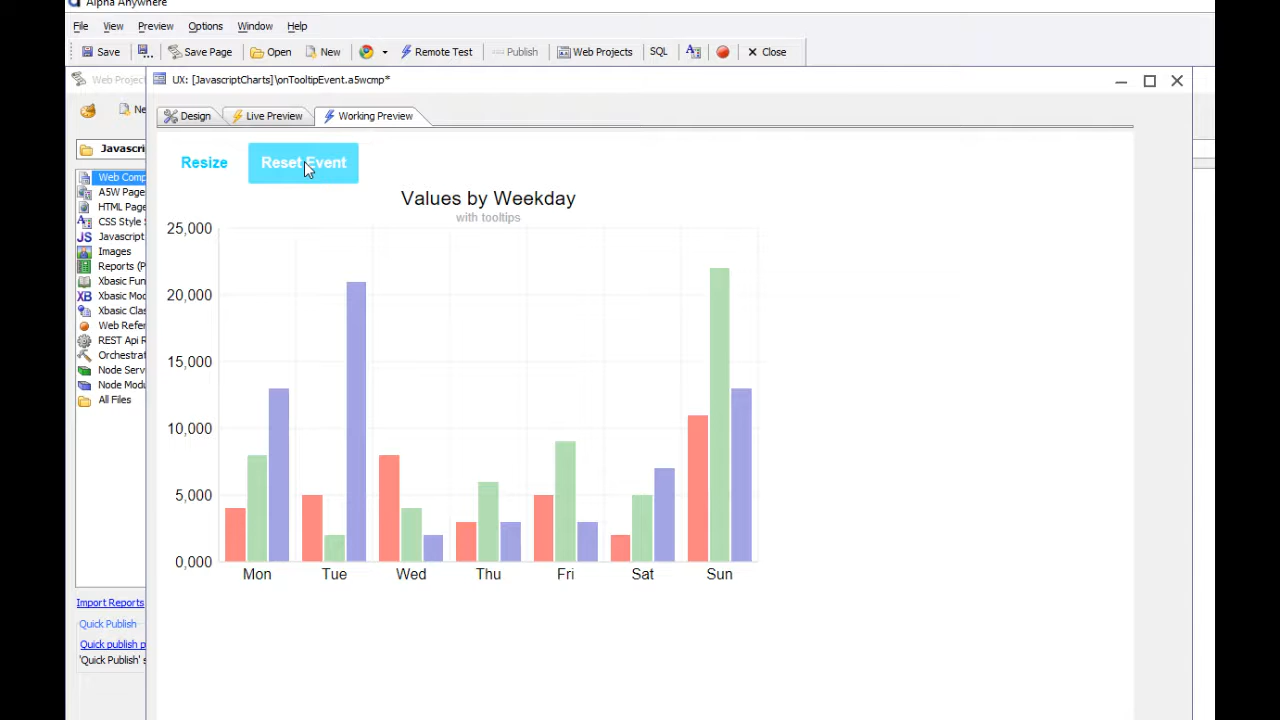 Alpha Anywhere
File View Preview Options Window Help
Save Save Page Open New Remote Test Publish Web Projects SQL A Close
Web Project UX: [JavascriptCharts]\onTooltipEvent.a5wcmp*
Design Live Preview Working Preview
Javascri
Resize Reset Event
Web Comp
A5W Page
HTML Page
CSS Style S
JS Javascript
Images
Reports (P
Xbasic Fun
XB Xbasic Mod
Xbasic Clas
Web Refer
REST Api R
Orchestrat
Node Serv
Node Modu
All Files
Import Reports
Quick Publish
Quick publish p
'Quick Publish' s
Values by Weekday
with tooltips
25,000
20,000
15,000
10,000
5,000
0,000
Mon Tue Wed Thu Fri Sat Sun